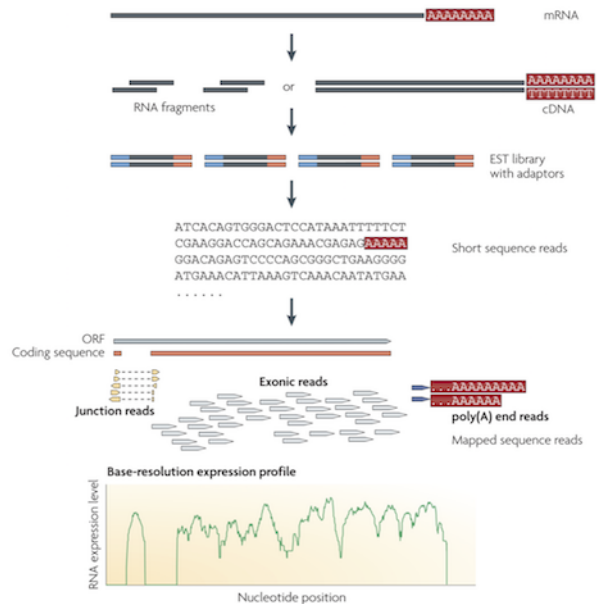 AAAAAAAA mRNA
AAAAAAAA
or
TTTTTTTT
RNA fragments
cDNA
EST library
with adaptors
ATCACAGTGGGACTCCATAAATTTTTCT
CGAAGGACCAGCAGAAACGAGAGAAAAA
Short sequence reads
GGACAGAGTCCCCAGCGGGCTGAAGGGG
ATGAAACATTAAAGTCAAACAATATGAA
......
ORF
Coding sequence
Exonic reads
...AAAAAAAAAA
...AAAAAA
Junction reads
poly(A) end reads
Mapped sequence reads
Base-resolution expression profile
RNA expression level
Nucleotide position